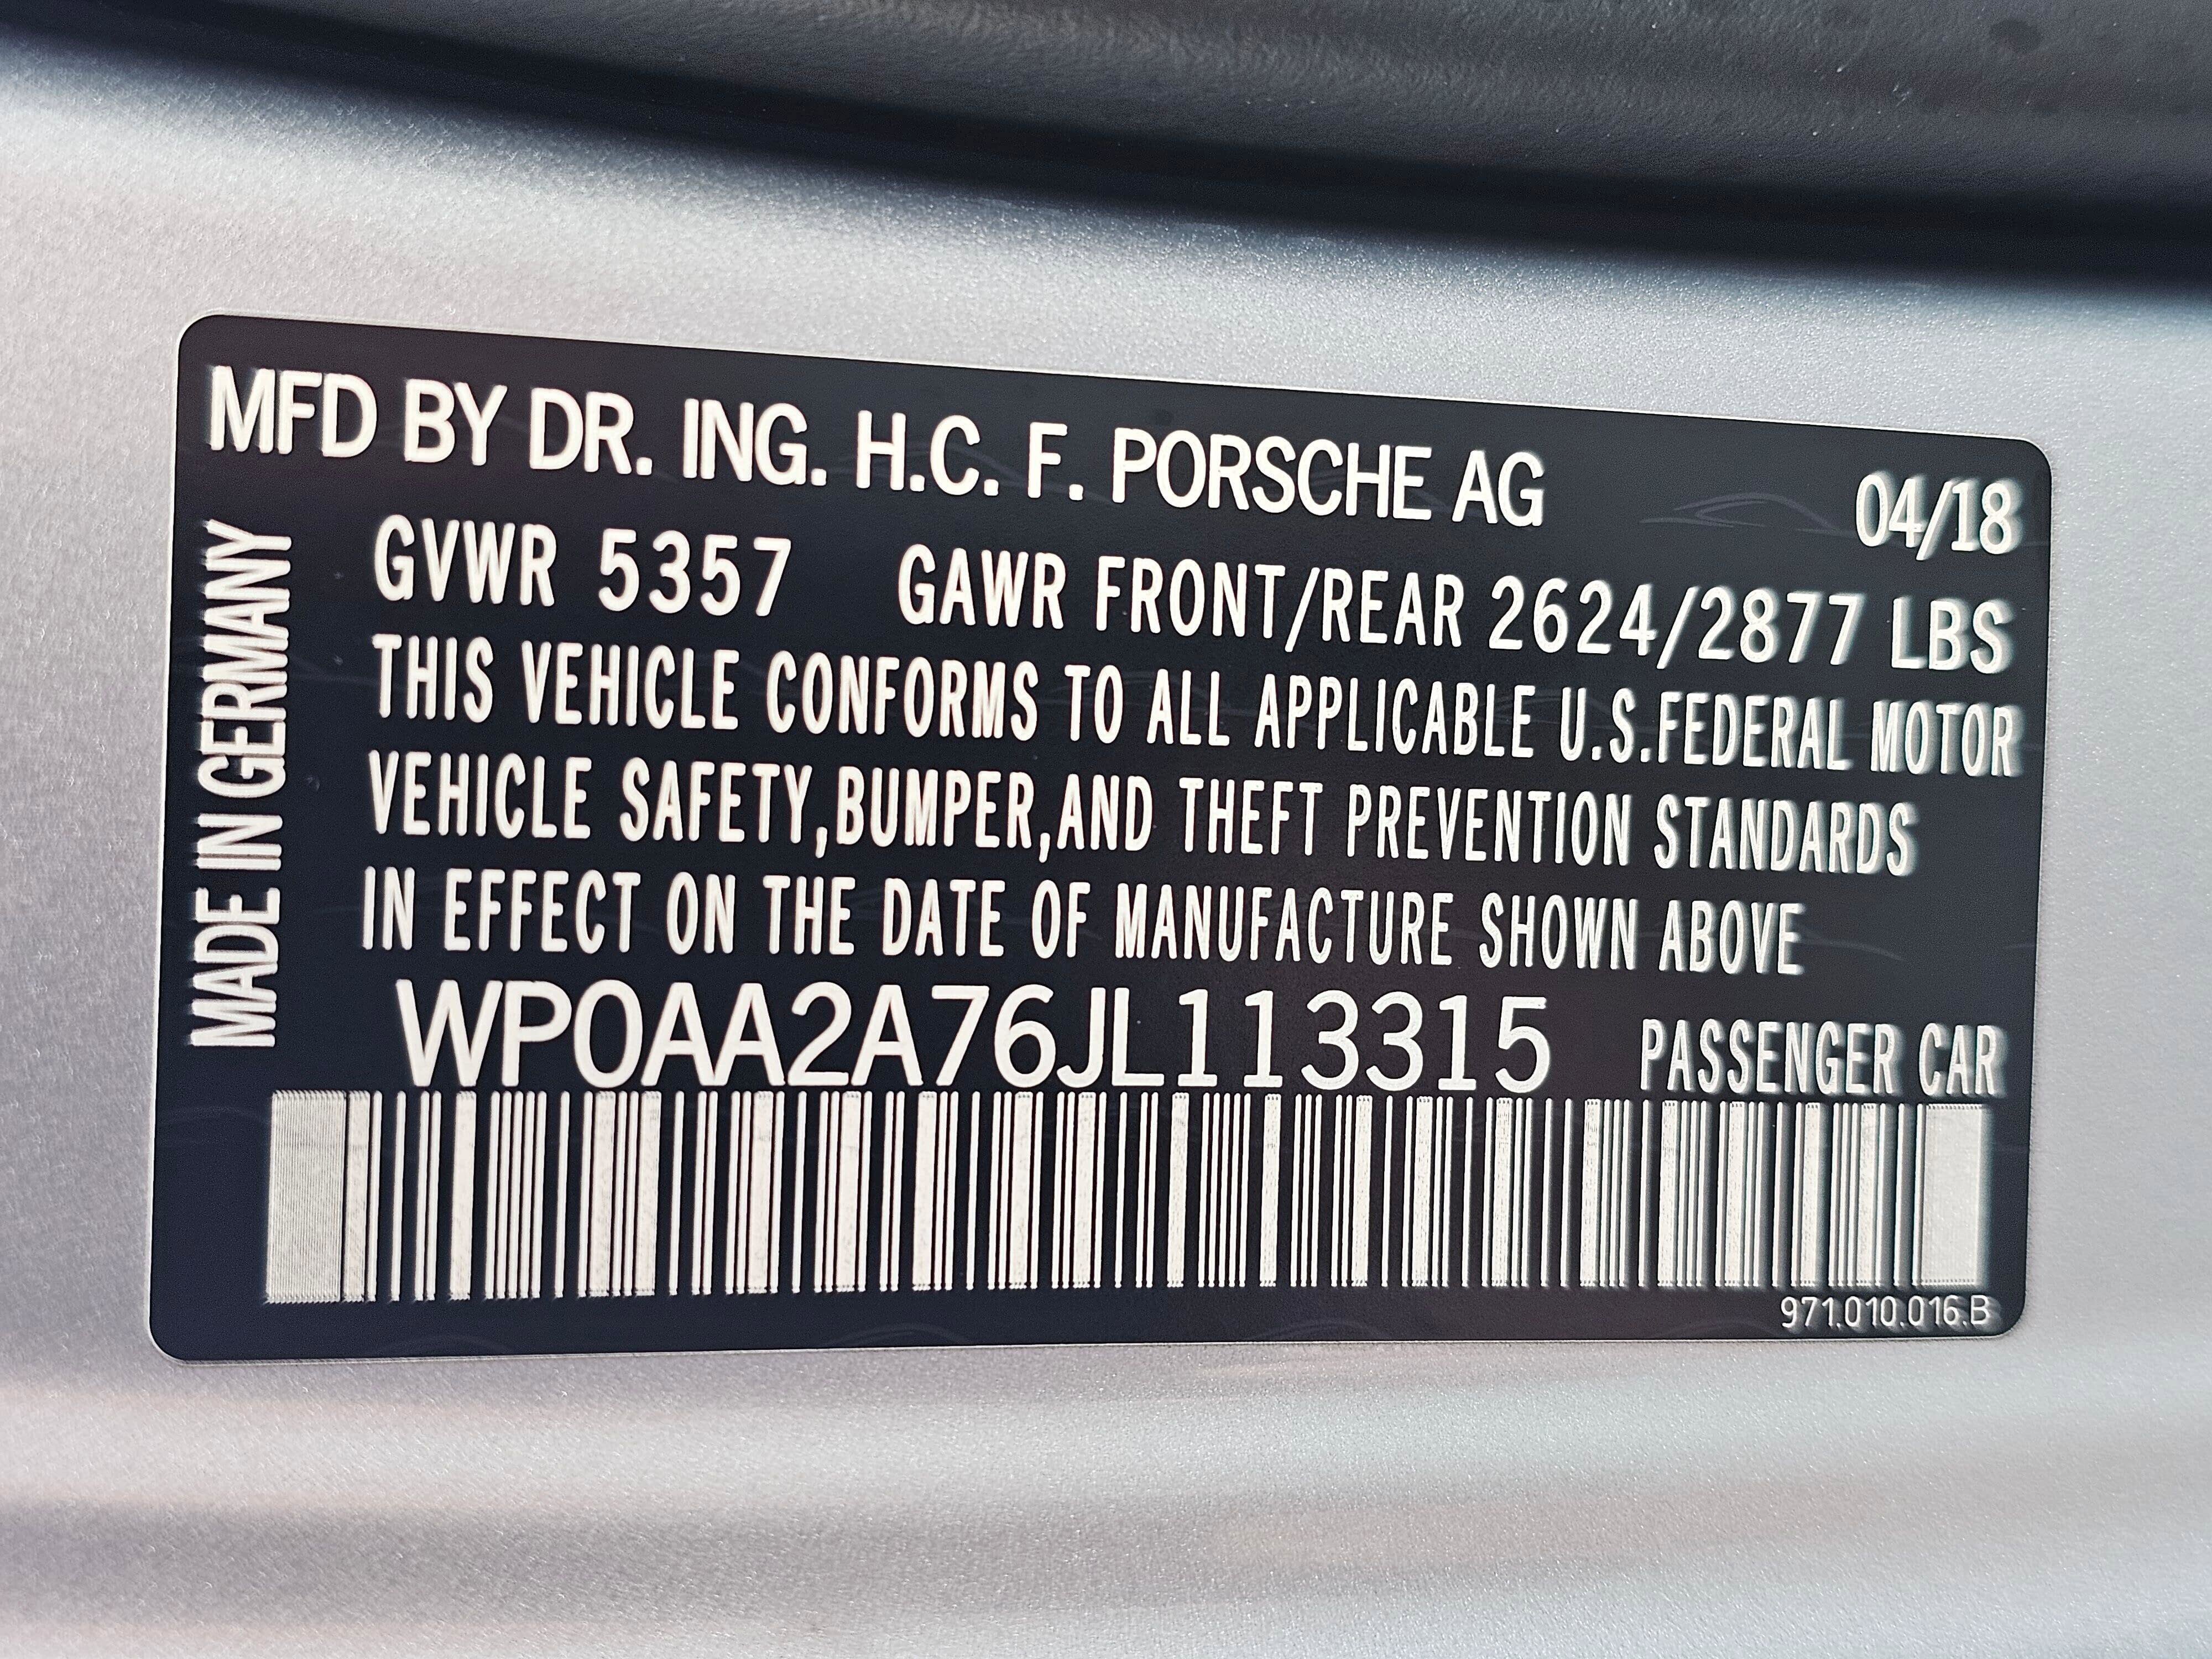 MFD BY DR. ING. H.C. F. PORSCHE AG 04/18
MADE IN GERMANY
GVWR 5357 GAWR FRONT/REAR 2624/2877 LBS
THIS VEHICLE CONFORMS TO ALL APPLICABLE U.S.FEDERAL MOTOR
VEHICLE SAFETY,BUMPER,AND THEFT PREVENTION STANDARDS
IN EFFECT ON THE DATE OF MANUFACTURE SHOWN ABOVE
WP0AA2A76JL113315 PASSENGER CAR
971.010.016.B